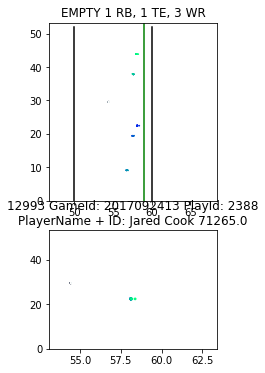 EMPTY 1 RB, 1 TE, 3 WR
50
40
30
20
10
0
50 55 60 65
12993 GameId: 2017092413 PlayId: 2388
PlayerName + ID: Jared Cook 71265.0
40
20
0
55.0 57.5 60.0 62.5